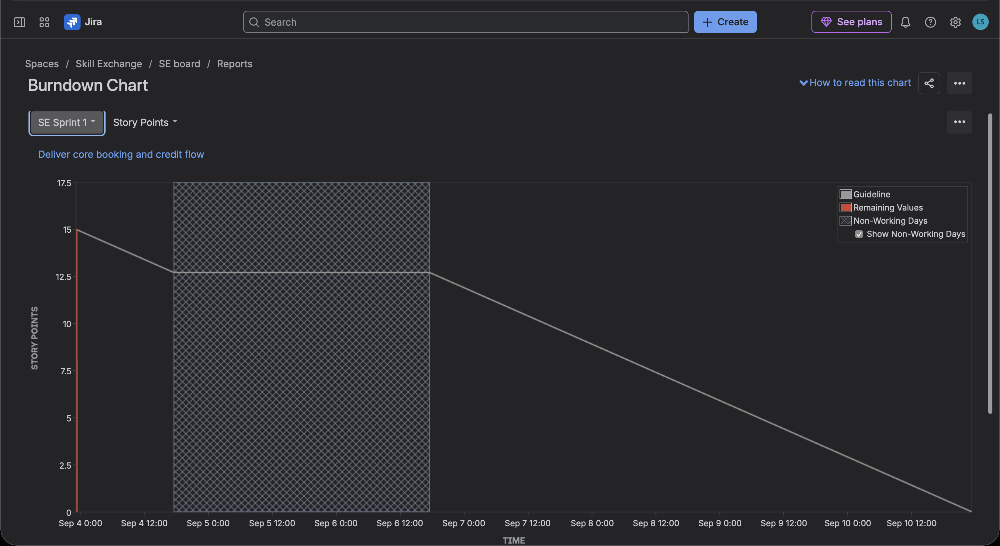 Jira
Search
Create
See plans
LS
Spaces / Skill Exchange / SE board / Reports
Burndown Chart
How to read this chart
SE Sprint 1
Story Points
Deliver core booking and credit flow
17.5
15
12.5
10
7.5
5
2.5
0
STORY POINTS
Guideline
Remaining Values
Non-Working Days
Show Non-Working Days
Sep 4 0:00
Sep 4 12:00
Sep 5 0:00
Sep 5 12:00
Sep 6 0:00
Sep 6 12:00
Sep 7 0:00
Sep 7 12:00
Sep 8 0:00
Sep 8 12:00
Sep 9 0:00
Sep 9 12:00
Sep 10 0:00
Sep 10 12:00
TIME